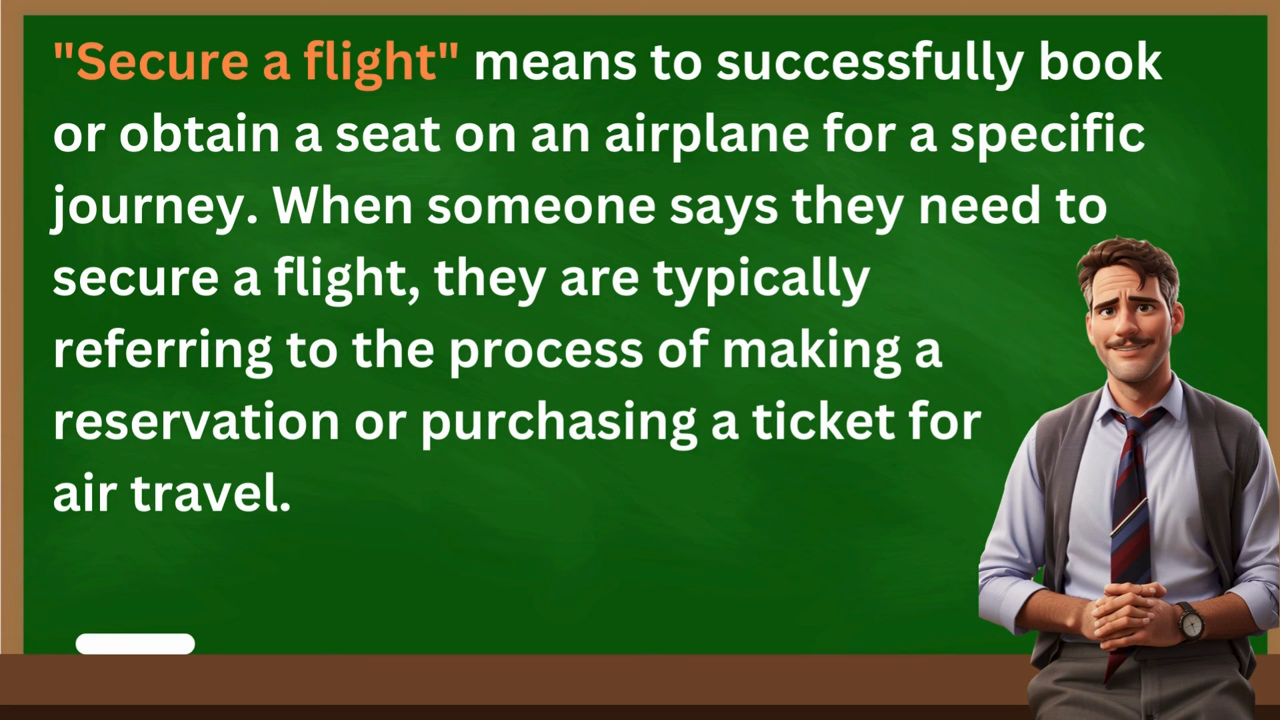 "Secure a flight" means to successfully book
or obtain a seat on an airplane for a specific
journey. When someone says they need to
secure a flight, they are typically
referring to the process of making a
reservation or purchasing a ticket for
air travel.